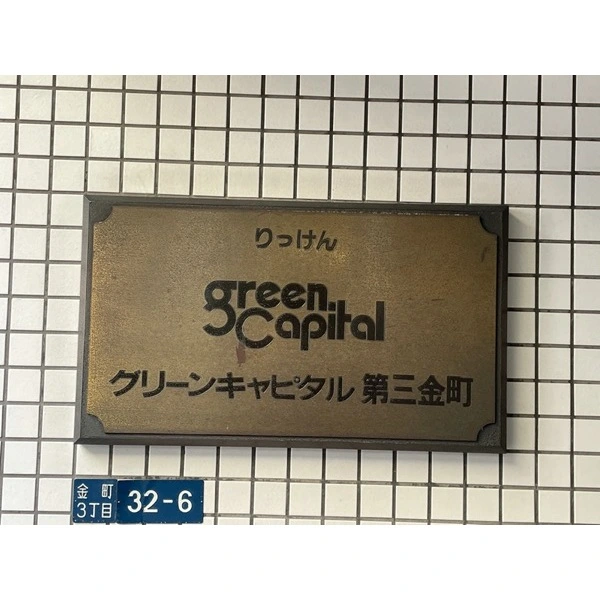 りっけん
green
Capital
グリーンキャピタル 第三金町
金町
3丁目
32-6